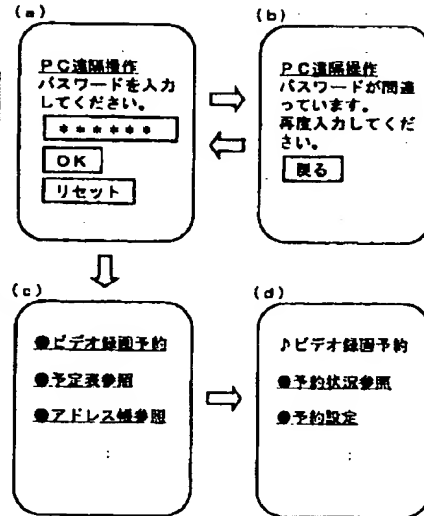 (a)
PC遠隔操作
パスワードを入力
してください。
******
OK
リセット
(b)
PC遠隔操作
パスワードが間違
っています。
再度入力してくだ
さい。
戻る
(c)
●ビデオ録画予約
●予定表参照
●アドレス帳参照
:
(d)
♪ビデオ録画予約
●予約状況参照
●予約設定
: